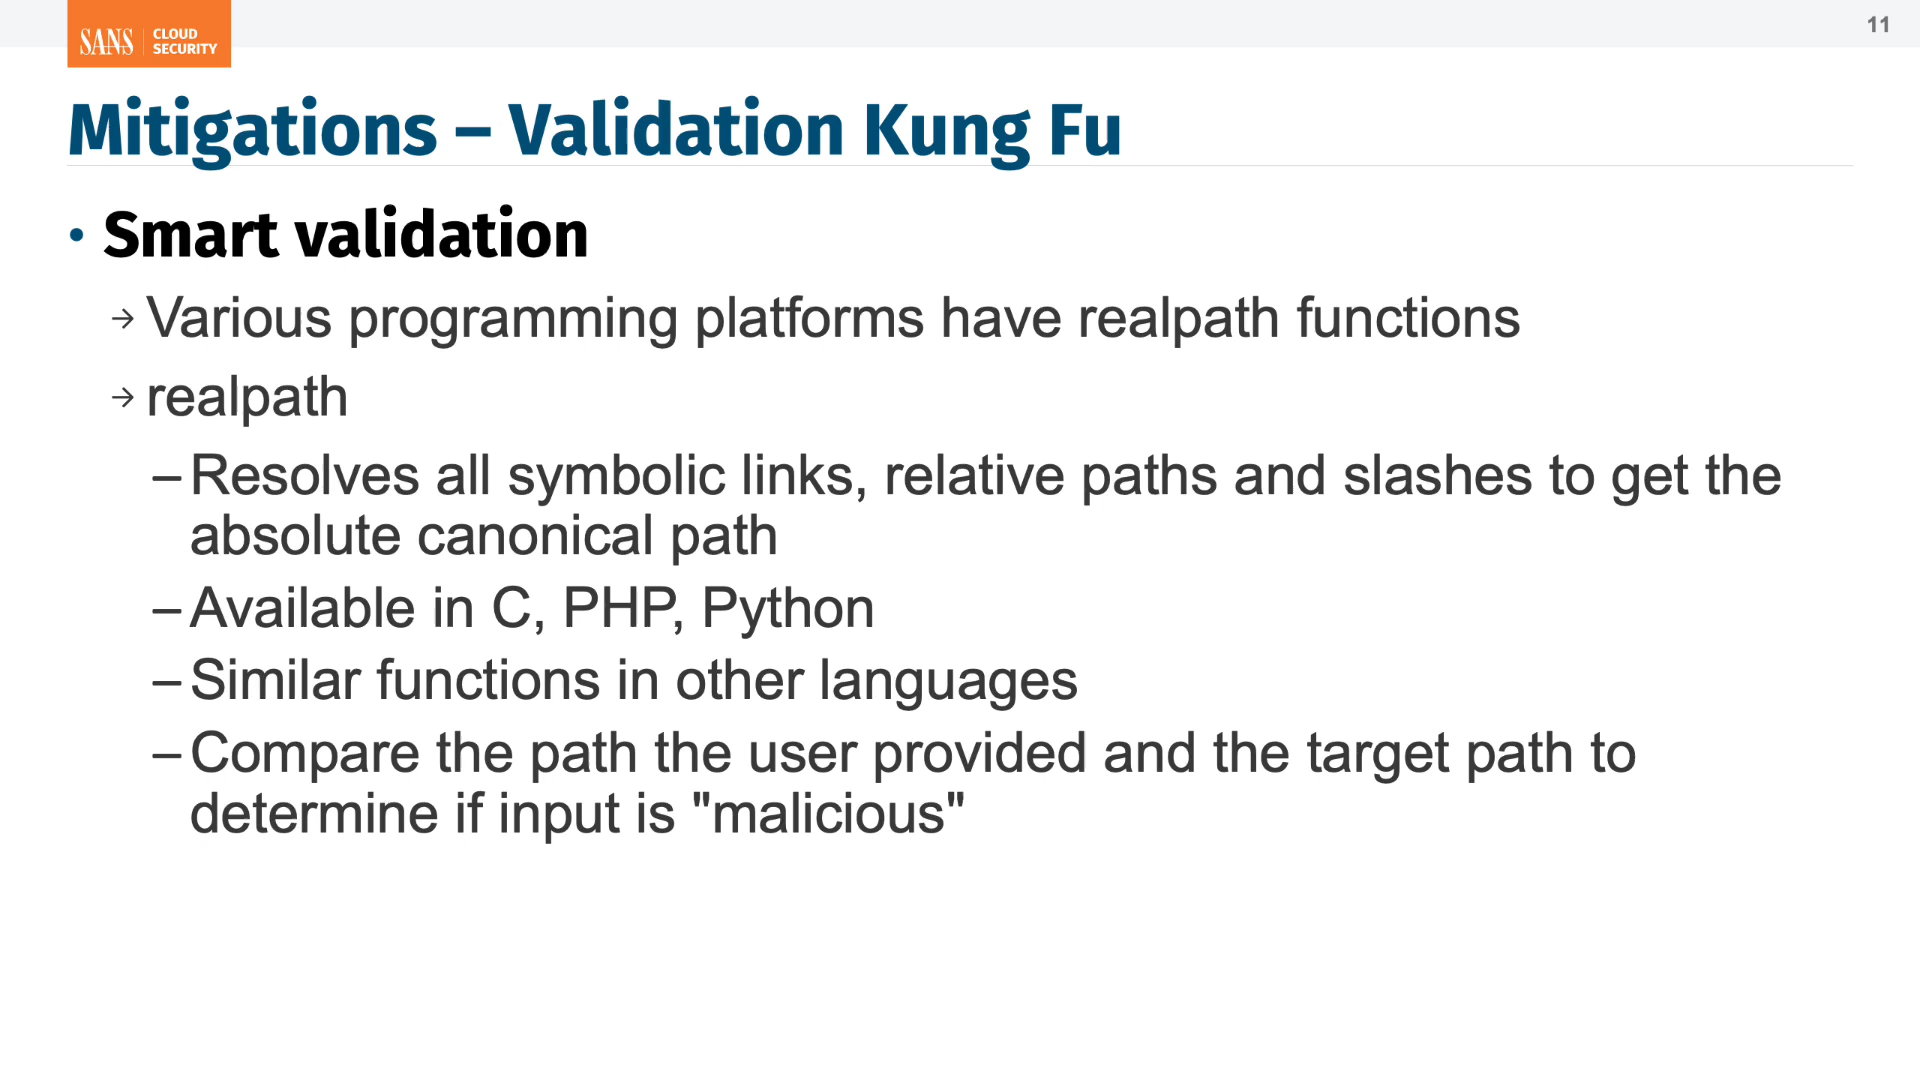 11
SANS
CLOUD
SECURITY
Mitigations – Validation Kung Fu
• Smart validation
→ Various programming platforms have realpath functions
→ realpath
– Resolves all symbolic links, relative paths and slashes to get the
absolute canonical path
– Available in C, PHP, Python
– Similar functions in other languages
– Compare the path the user provided and the target path to
determine if input is "malicious"